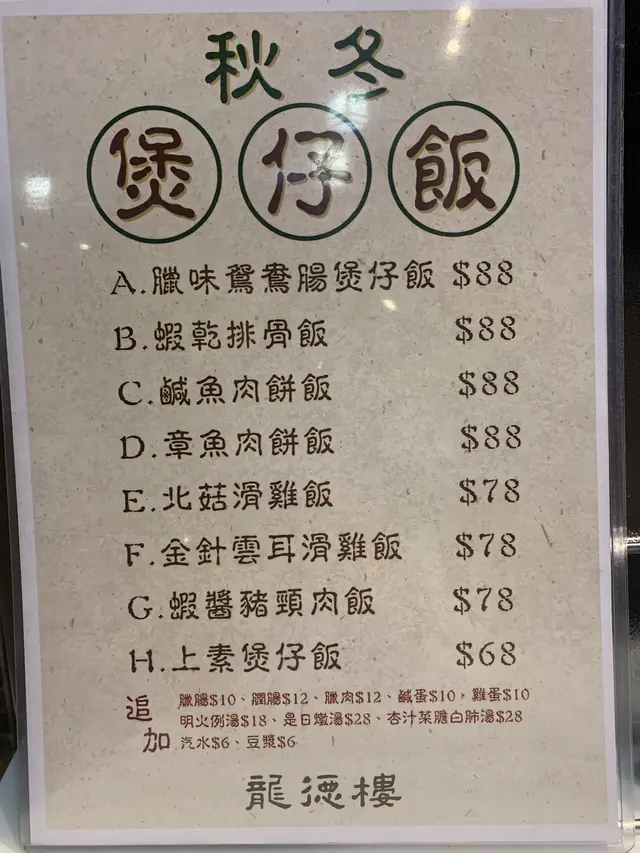 秋冬
煲仔飯
A.臘味鴛鴦腸煲仔飯 $88
B.蝦乾排骨飯 $88
C.鹹魚肉餅飯 $88
D.章魚肉餅飯 $88
E.北菇滑雞飯 $78
F.金針雲耳滑雞飯 $78
G.蝦醬豬頸肉飯 $78
H.上素煲仔飯 $68
追加
臘腸$10、潤腸$12、臘肉$12、鹹蛋$10、雞蛋$10
明火例湯$18、是日燉湯$28、杏汁菜膽白肺湯$28
汽水$6、豆漿$6
龍德樓